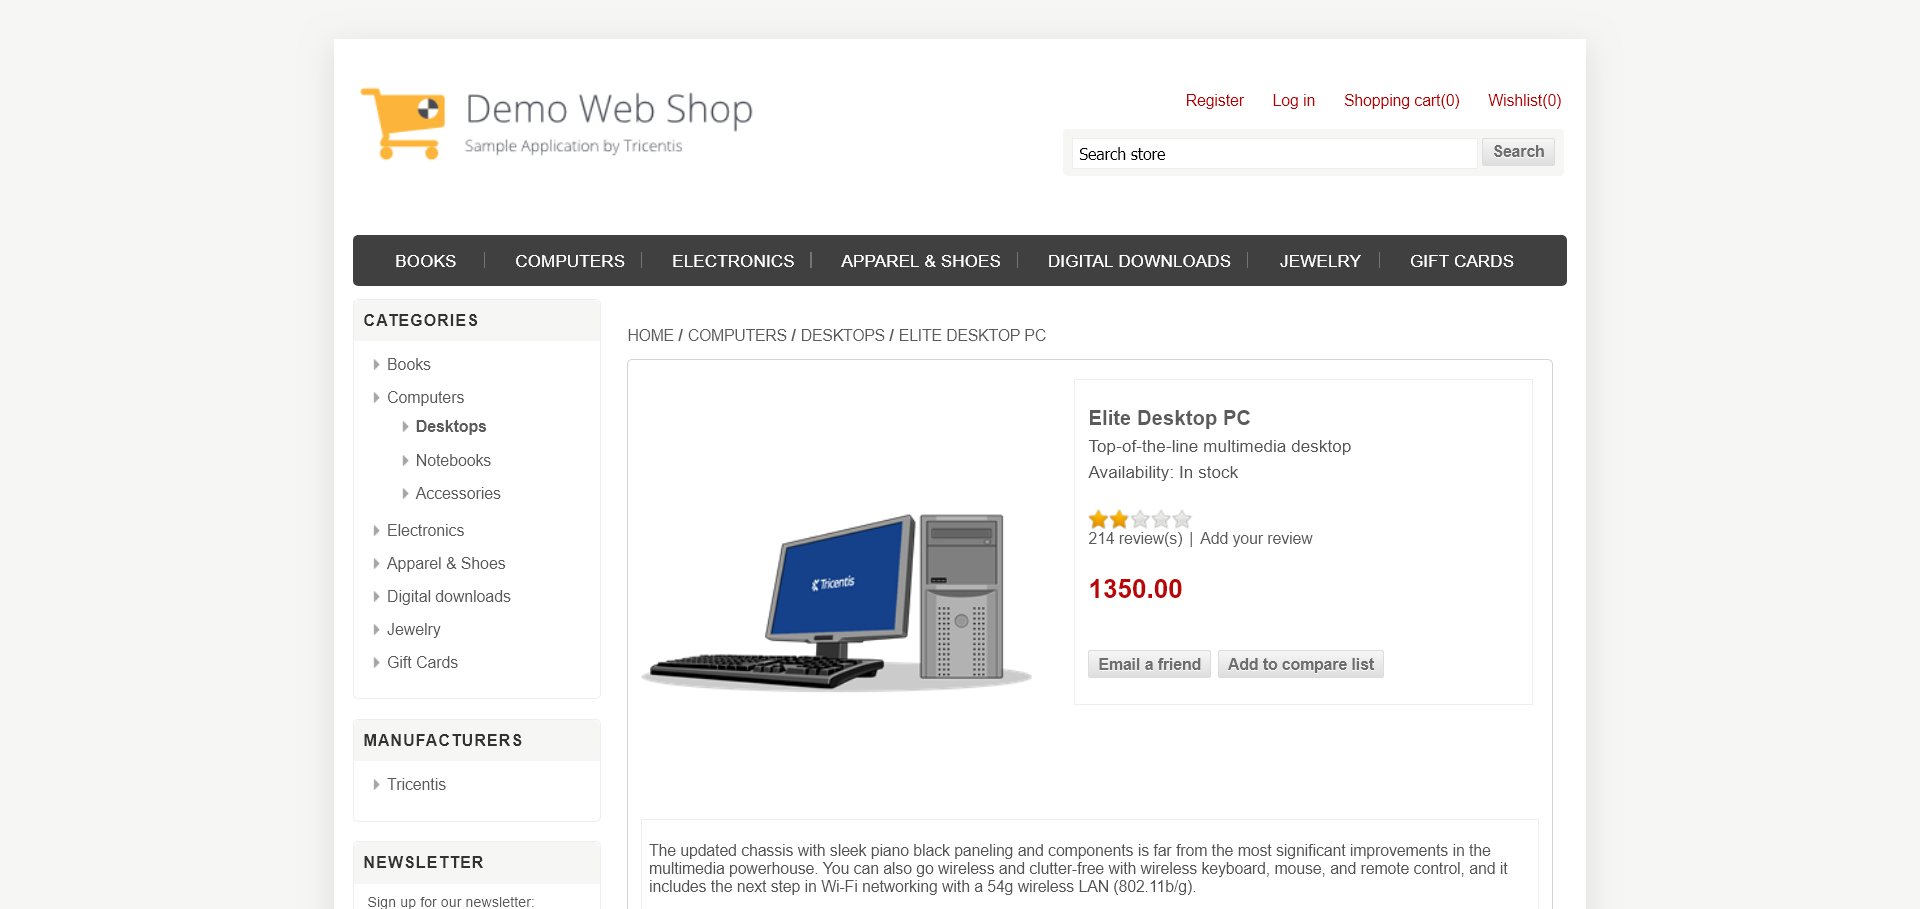 Demo Web Shop
Sample Application by Tricentis
Register Log in Shopping cart(0) Wishlist(0)
Search store Search
BOOKS COMPUTERS ELECTRONICS APPAREL & SHOES DIGITAL DOWNLOADS JEWELRY GIFT CARDS
CATEGORIES
Books
Computers
Desktops
Notebooks
Accessories
Electronics
Apparel & Shoes
Digital downloads
Jewelry
Gift Cards
MANUFACTURERS
Tricentis
NEWSLETTER
Sign up for our newsletter:
HOME / COMPUTERS / DESKTOPS / ELITE DESKTOP PC
Tricentis
Elite Desktop PC
Top-of-the-line multimedia desktop
Availability: In stock
214 review(s) | Add your review
1350.00
Email a friend Add to compare list
The updated chassis with sleek piano black paneling and components is far from the most significant improvements in the
multimedia powerhouse. You can also go wireless and clutter-free with wireless keyboard, mouse, and remote control, and it
includes the next step in Wi-Fi networking with a 54g wireless LAN (802.11b/g).